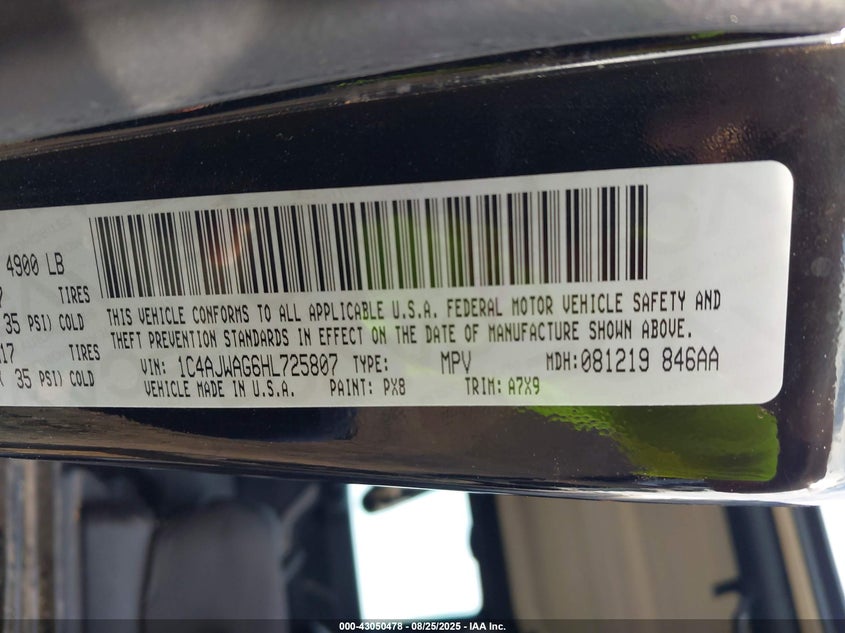 4900 LB
TIRES
35 PSI) COLD
TIRES
35 PSI) COLD
THIS VEHICLE CONFORMS TO ALL APPLICABLE U.S.A. FEDERAL MOTOR VEHICLE SAFETY AND
THEFT PREVENTION STANDARDS IN EFFECT ON THE DATE OF MANUFACTURE SHOWN ABOVE.
VIN: 1C4AJWAG6HL725807 TYPE: MPV MDH:081219 846AA
VEHICLE MADE IN U.S.A. PAINT: PX8 TRIM: A7X9
000-43050478 - 08/25/2025 - IAA Inc.